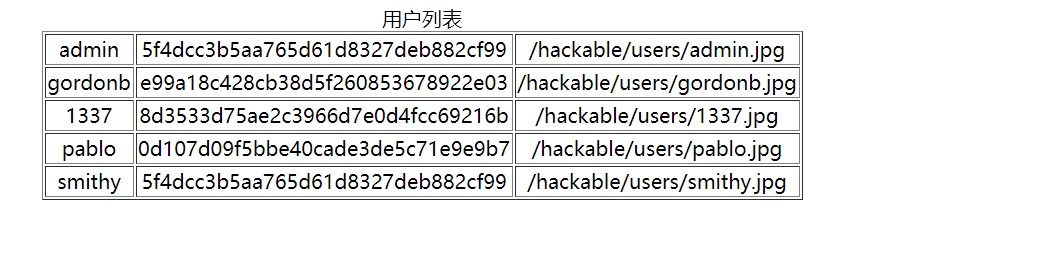 用户列表
admin 5f4dcc3b5aa765d61d8327deb882cf99 /hackable/users/admin.jpg
gordonb e99a18c428cb38d5f260853678922e03 /hackable/users/gordonb.jpg
1337 8d3533d75ae2c3966d7e0d4fcc69216b /hackable/users/1337.jpg
pablo 0d107d09f5bbe40cade3de5c71e9e9b7 /hackable/users/pablo.jpg
smithy 5f4dcc3b5aa765d61d8327deb882cf99 /hackable/users/smithy.jpg